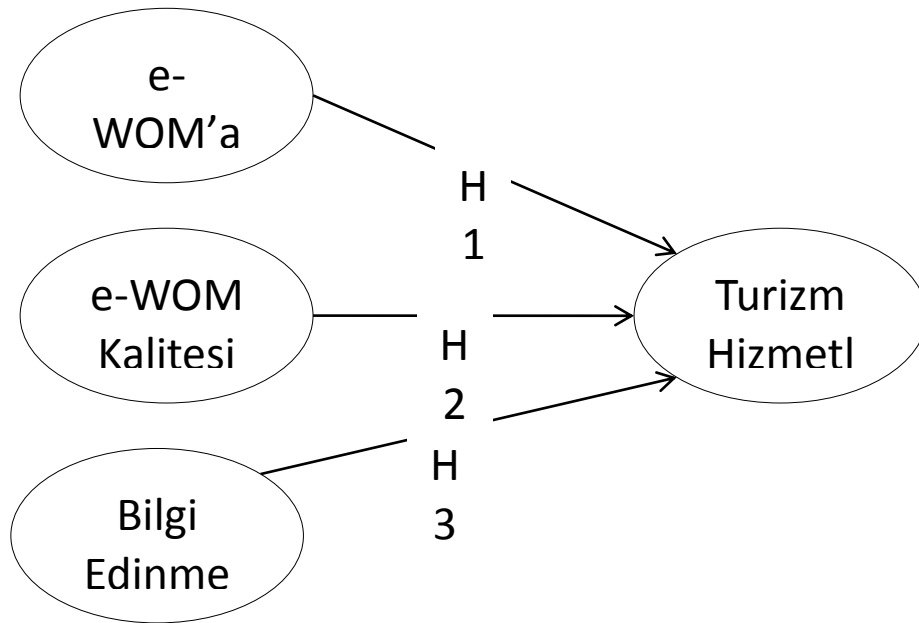 e-
WOM’a
H
1
e-WOM
Kalitesi
H
2
Turizm
Hizmetl
H
3
Bilgi
Edinme